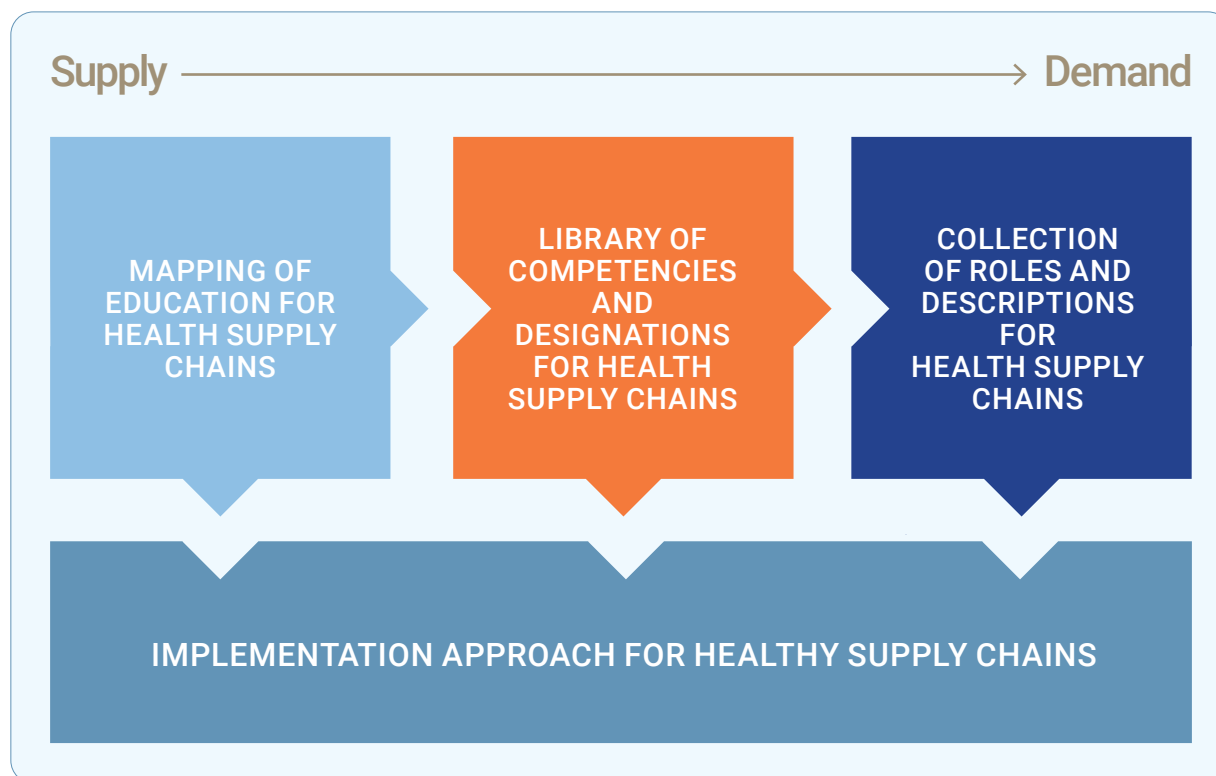 Supply
Demand
MAPPING OF
EDUCATION FOR
HEALTH SUPPLY
CHAINS
LIBRARY OF
COMPETENCIES
AND
DESIGNATIONS
FOR HEALTH
SUPPLY CHAINS
COLLECTION
OF ROLES AND
DESCRIPTIONS
FOR
HEALTH SUPPLY
CHAINS
IMPLEMENTATION APPROACH FOR HEALTHY SUPPLY CHAINS